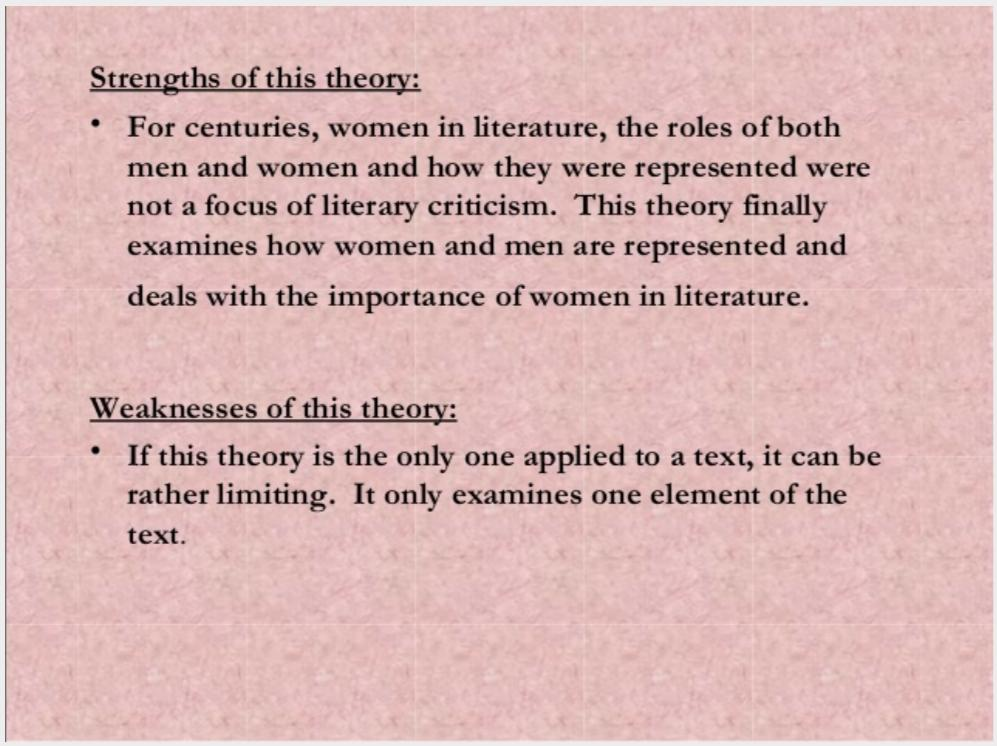 Strengths of this theory:
• For centuries, women in literature, the roles of both
men and women and how they were represented were
not a focus of literary criticism.  This theory finally
examines how women and men are represented and
deals with the importance of women in literature.
Weaknesses of this theory:
• If this theory is the only one applied to a text, it can be
rather limiting.  It only examines one element of the
text.